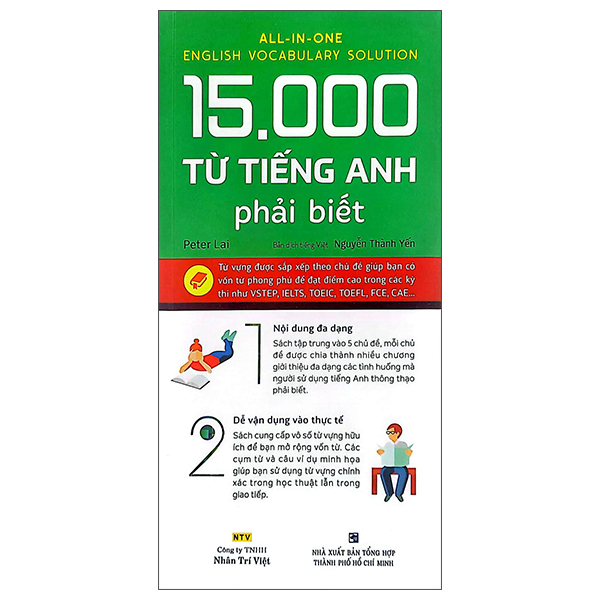 ALL-IN-ONE
ENGLISH VOCABULARY SOLUTION
15.000
TỪ TIẾNG ANH
phải biết
Peter Lai
Bản dịch tiếng Việt Nguyễn Thành Yến
Từ vựng được sắp xếp theo chủ đề giúp bạn có
vốn từ phong phú để đạt điểm cao trong các kỳ
thi như VSTEP, IELTS, TOEIC, TOEFL, FCE, CAE...
1
Nội dung đa dạng
Sách tập trung vào 5 chủ đề, mỗi chủ
đề được chia thành nhiều chương
giới thiệu đa dạng các tình huống mà
người sử dụng tiếng Anh thông thạo
phải biết.
2
Dễ vận dụng vào thực tế
Sách cung cấp vô số từ vựng hữu
ích để bạn mở rộng vốn từ. Các
cụm từ và câu ví dụ minh họa
giúp bạn sử dụng từ vựng chính
xác trong học thuật lẫn trong
giao tiếp.
NTV
Công ty TNHH
Nhân Trí Việt
NHÀ XUẤT BẢN TỔNG HỢP
THÀNH PHỐ HỒ CHÍ MINH